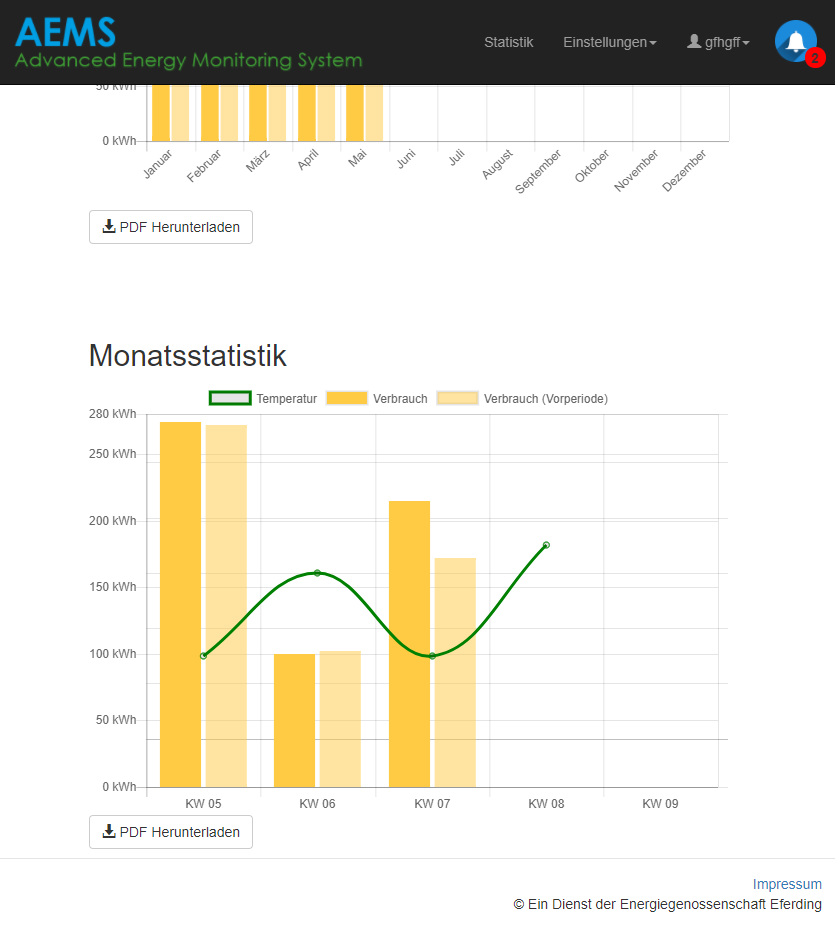 AEMS
Advanced Energy Monitoring System
Statistik Einstellungen gfhgff 2
50 kWh
0 kWh
Januar Februar März April Mai Juni Juli August September Oktober November Dezember
PDF Herunterladen
Monatsstatistik
Temperatur Verbrauch Verbrauch (Vorperiode)
280 kWh
250 kWh
200 kWh
150 kWh
100 kWh
50 kWh
0 kWh
KW 05 KW 06 KW 07 KW 08 KW 09
PDF Herunterladen
Impressum
© Ein Dienst der Energiegenossenschaft Eferding